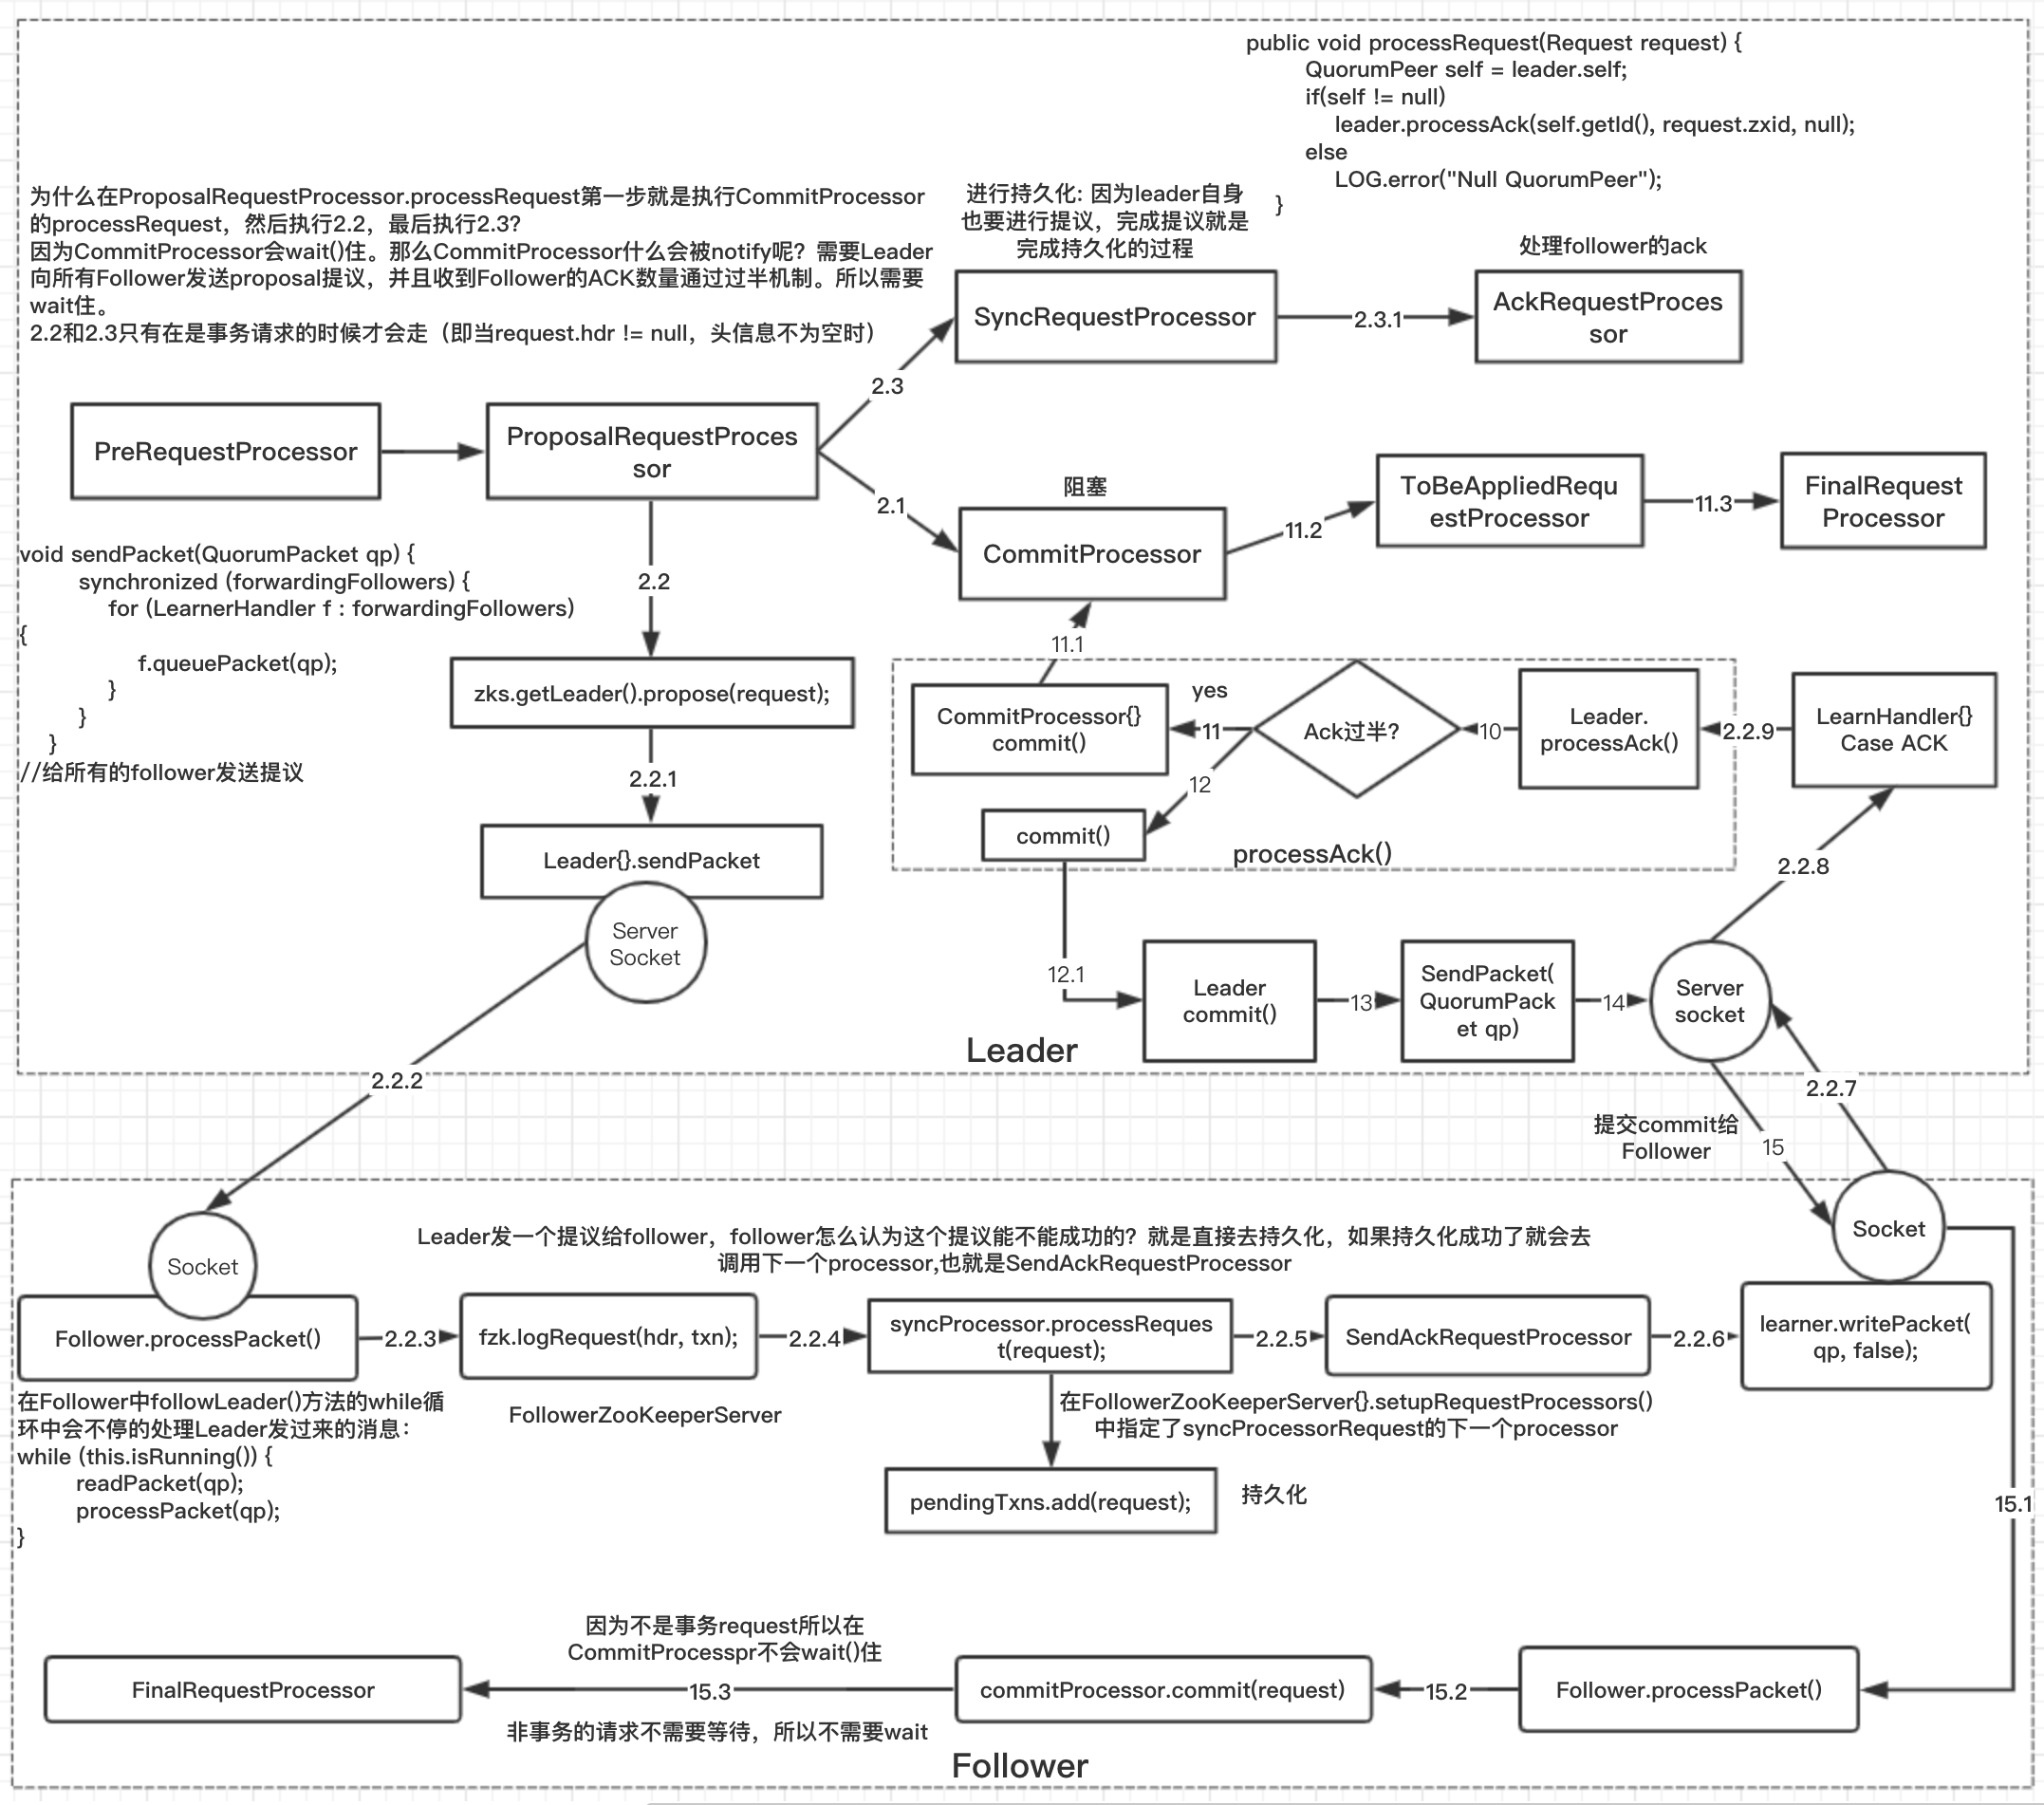 public void processRequest(Request request) {
QuorumPeer self = leader.self;
if(self != null)
leader.processAck(self.getId(), request.zxid, null);
else
LOG.error("Null QuorumPeer");
}
为什么在ProposalRequestProcessor.processRequest第一步就是执行CommitProcessor
的processRequest，然后执行2.2，最后执行2.3?
因为CommitProcessor会wait()住。那么CommitProcessor什么会被notify呢？需要Leader
向所有Follower发送proposal提议，并且收到Follower的ACK数量通过过半机制。所以需要
wait住。
2.2和2.3只有在是事务请求的时候才会走（即当request.hdr != null，头信息不为空时）
进行持久化: 因为leader自身
也要进行提议，完成提议就是
完成持久化的过程
处理follower的ack
SyncRequestProcessor
2.3.1
AckRequestProces
sor
2.3
PreRequestProcessor
ProposalRequestProces
sor
2.1
阻塞
CommitProcessor
11.2
ToBeAppliedRequ
estProcessor
11.3
FinalRequest
Processor
void sendPacket(QuorumPacket qp) {
synchronized (forwardingFollowers) {
for (LearnerHandler f : forwardingFollowers)
{
f.queuePacket(qp);
}
}
}
//给所有的follower发送提议
2.2
zks.getLeader().propose(request);
2.2.1
Leader{}.sendPacket
Server
Socket
11.1
CommitProcessor{}
commit()
yes
11
Ack过半?
10
Leader.
processAck()
2.2.9
LearnHandler{}
Case ACK
12
commit()
processAck()
2.2.8
12.1
Leader
commit()
13
SendPacket(
QuorumPack
et qp)
14
Server
socket
Leader
2.2.2
2.2.7
提交commit给
Follower
15
Socket
Socket
Leader发一个提议给follower，follower怎么认为这个提议能不能成功的？就是直接去持久化，如果持久化成功了就会去
调用下一个processor,也就是SendAckRequestProcessor
Follower.processPacket()
2.2.3
fzk.logRequest(hdr, txn);
2.2.4
syncProcessor.processReques
t(request);
2.2.5
SendAckRequestProcessor
2.2.6
learner.writePacket(
qp, false);
在Follower中followLeader()方法的while循
环中会不停的处理Leader发过来的消息：
while (this.isRunning()) {
readPacket(qp);
processPacket(qp);
}
FollowerZooKeeperServer
在FollowerZooKeeperServer{}.setupRequestProcessors()
中指定了syncProcessorRequest的下一个processor
pendingTxns.add(request);
持久化
15.1
因为不是事务request所以在
CommitProcesspr不会wait()住
FinalRequestProcessor
15.3
commitProcessor.commit(request)
15.2
Follower.processPacket()
非事务的请求不需要等待，所以不需要wait
Follower